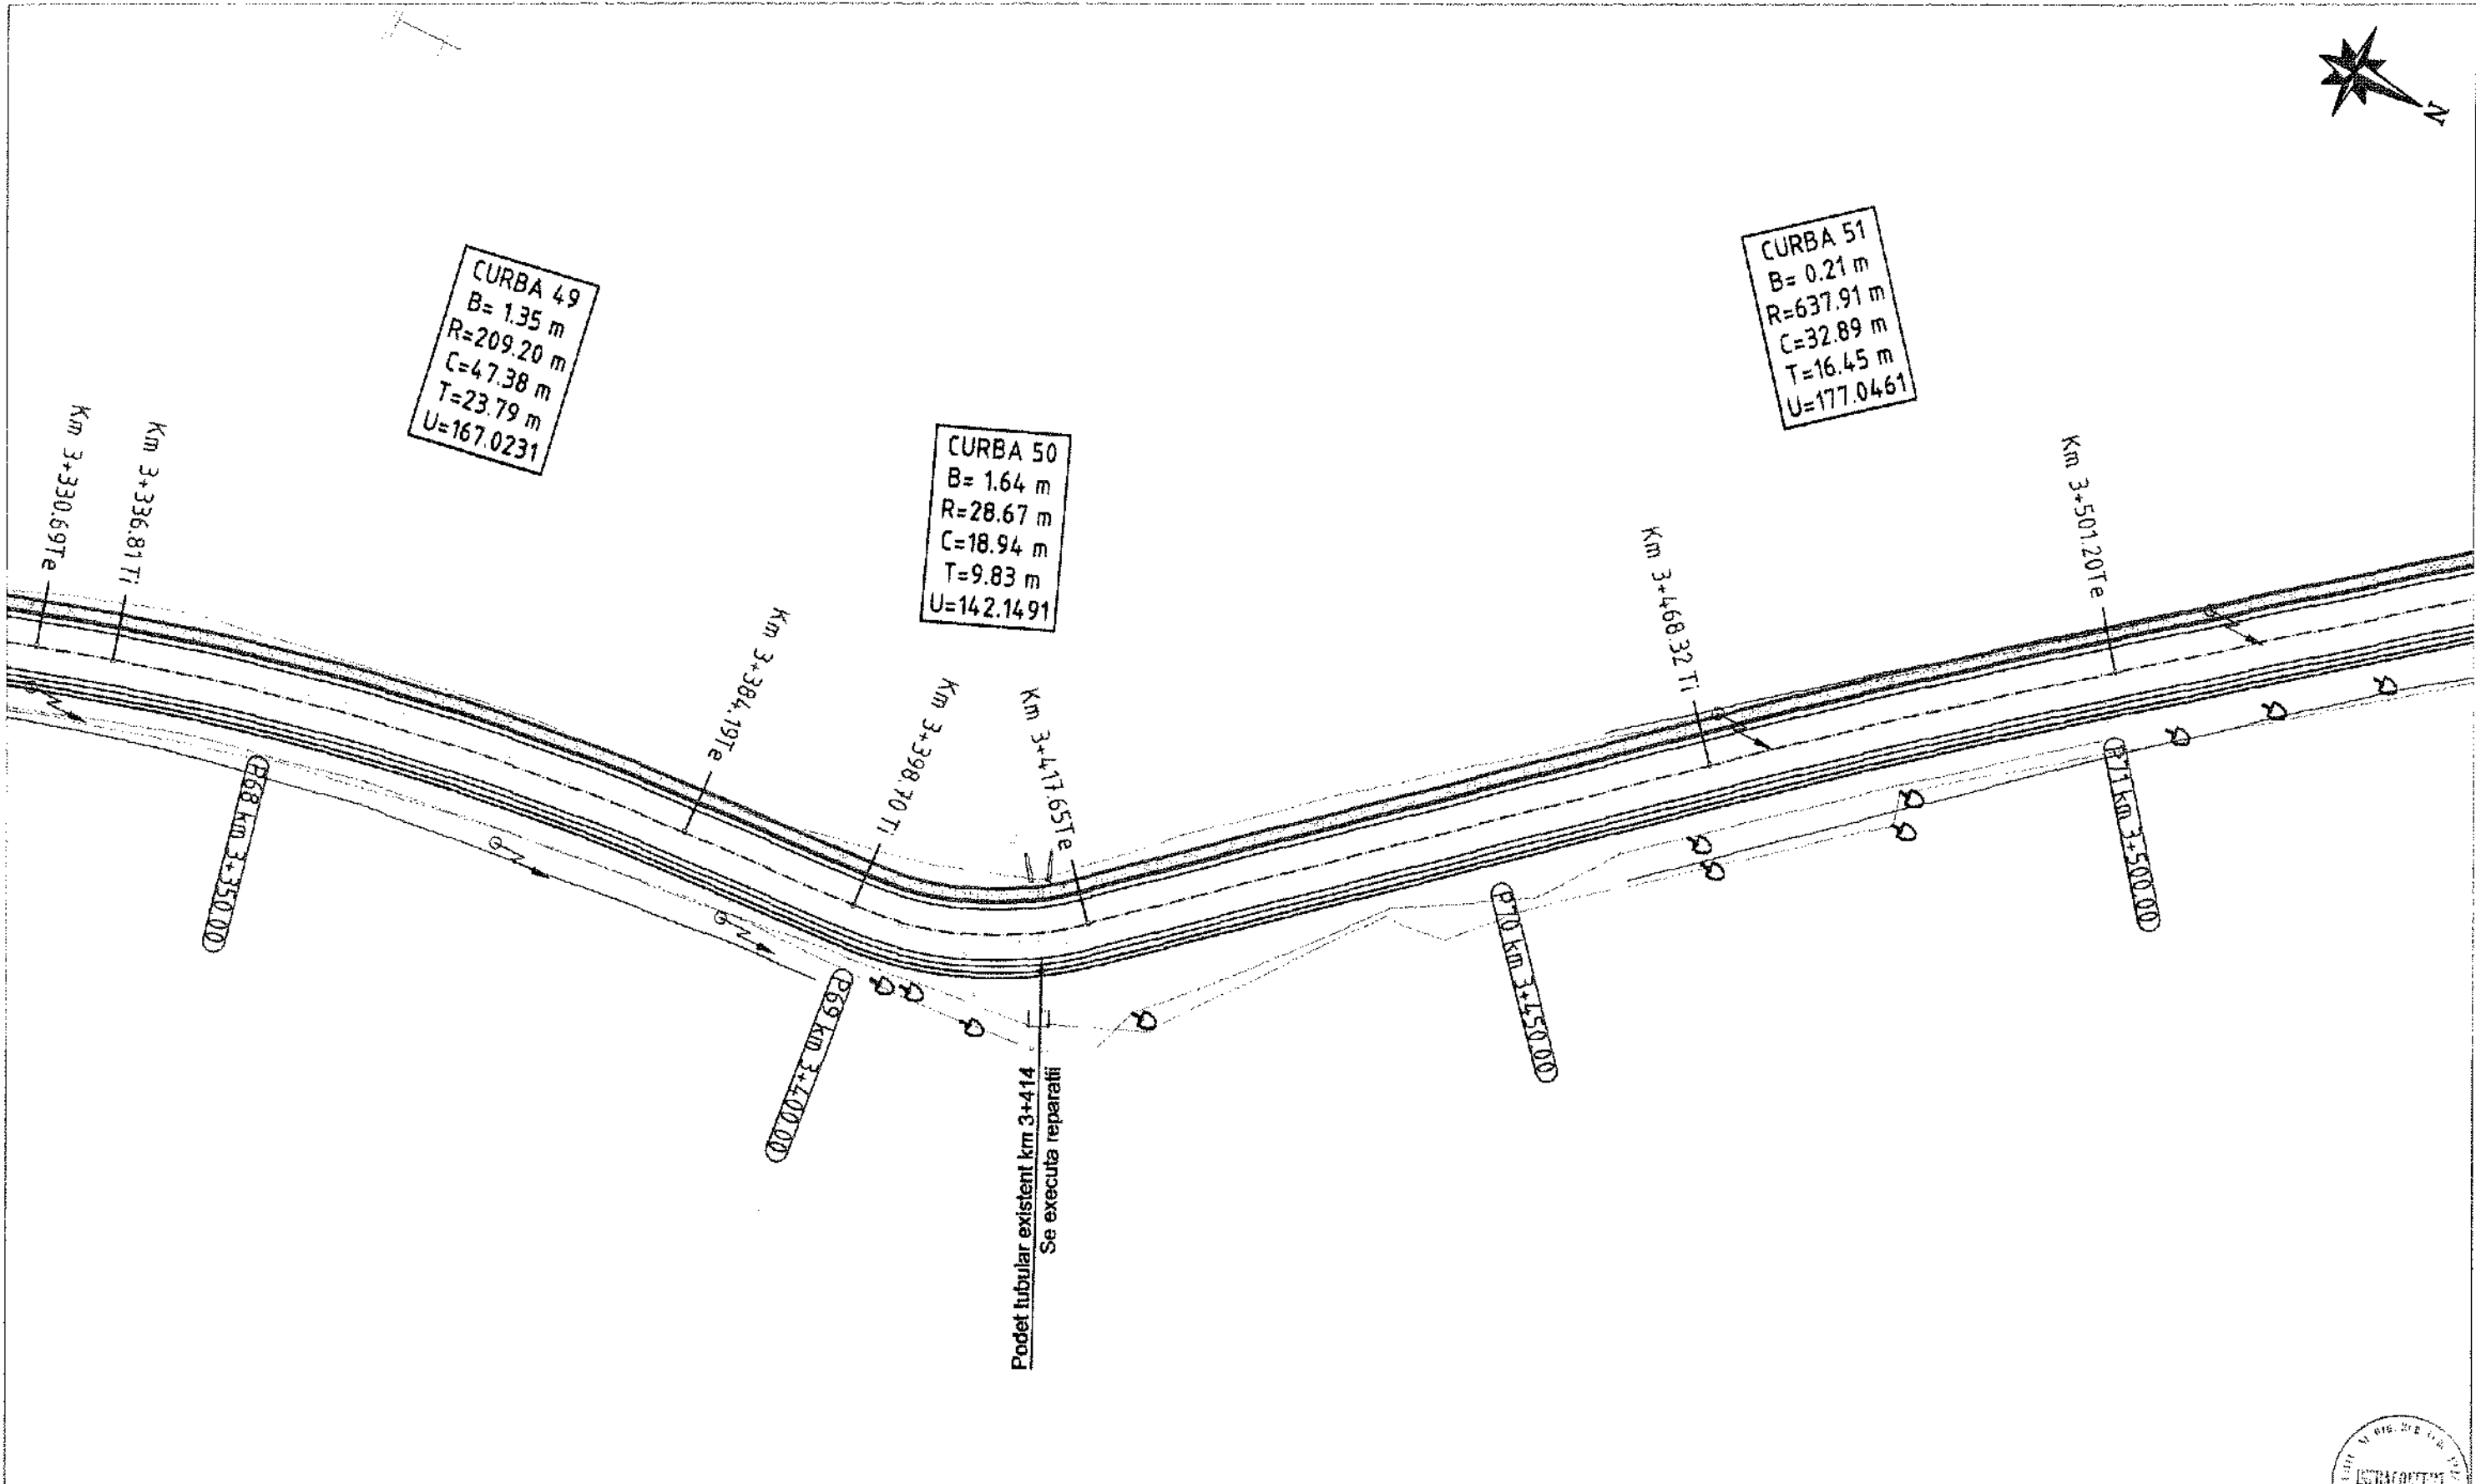 N
CURBA 49
B= 1.35 m
R=209.20 m
C=47.38 m
T=23.79 m
U=167.0231
CURBA 50
B= 1.64 m
R=28.67 m
C=18.94 m
T=9.83 m
U=142.1491
CURBA 51
B= 0.21 m
R=637.91 m
C=32.89 m
T=16.45 m
U=177.0461
Km 3+330.69Te
Km 3+336.81Ti
Km 3+384.19Te
Km 3+398.70Ti
Km 3+417.65Te
Km 3+468.32 Ti
Km 3+501.20Te
P68 km 3+350.00
P69 km 3+400.00
P70 km 3+450.00
P71 km 3+500.00
Podet tubular existent km 3+414
Se executa reparatii